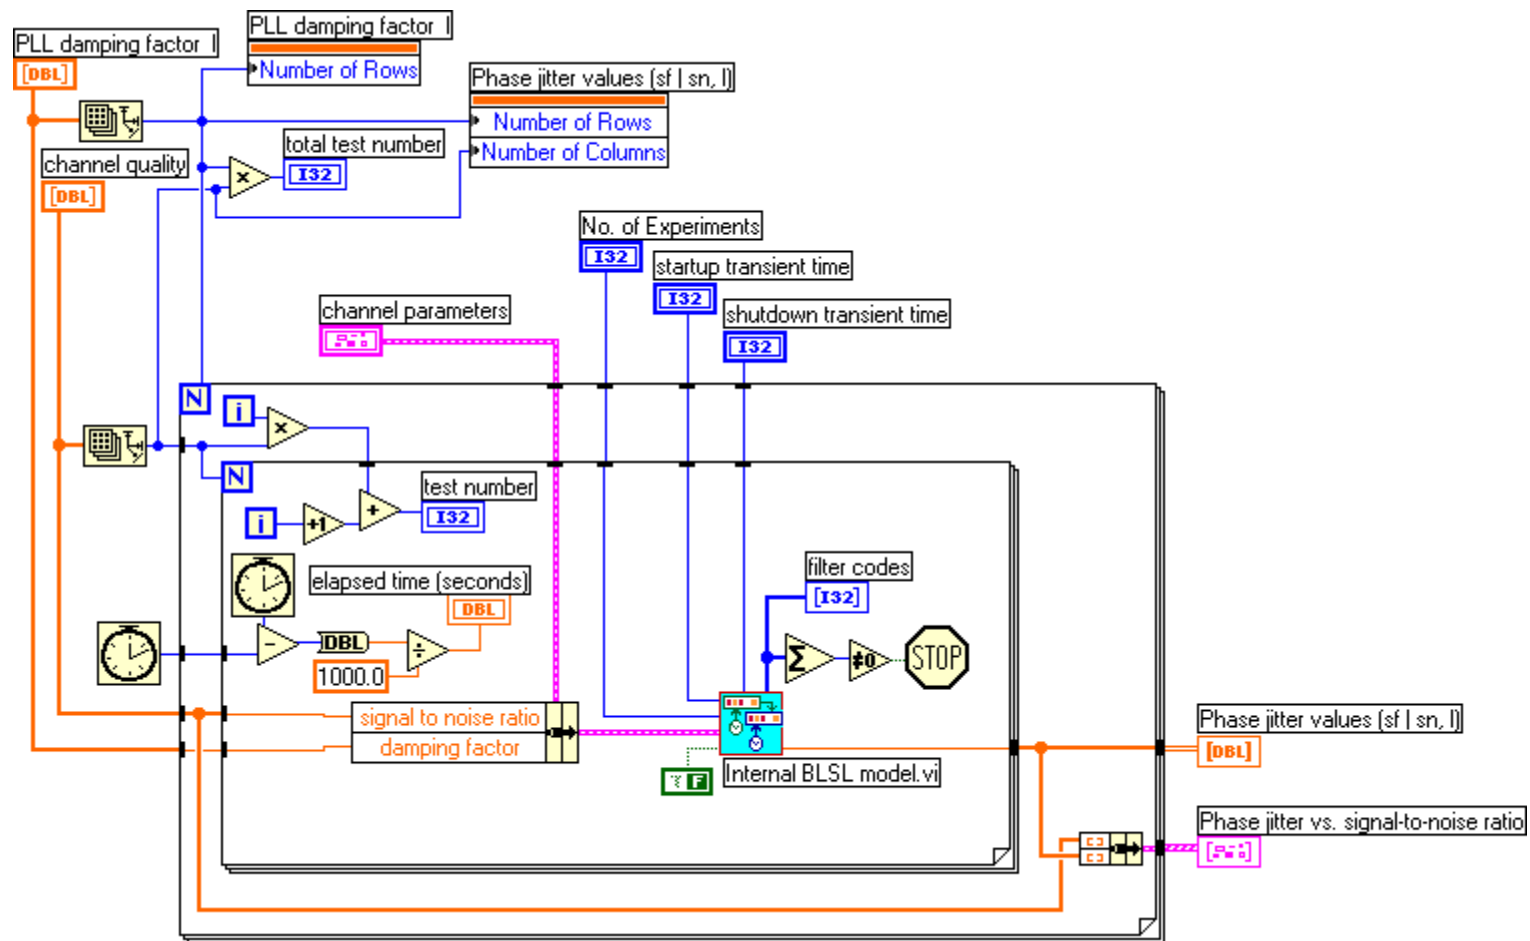 PLL damping factor l
PLL damping factor l
[DBL]
Number of Rows
Phase jitter values (sf | sn, l)
Number of Rows
Number of Columns
total test number
x
I32
channel quality
[DBL]
No. of Experiments
I32
startup transient time
I32
shutdown transient time
I32
channel parameters
N
i
x
N
test number
i
+1
+
I32
elapsed time (seconds)
DBL
filter codes
[I32]
-
DBL
÷
1000.0
Σ
≠0
STOP
signal to noise ratio
damping factor
F
Internal BLSL model.vi
Phase jitter values (sf | sn, l)
[DBL]
Phase jitter vs. signal-to-noise ratio